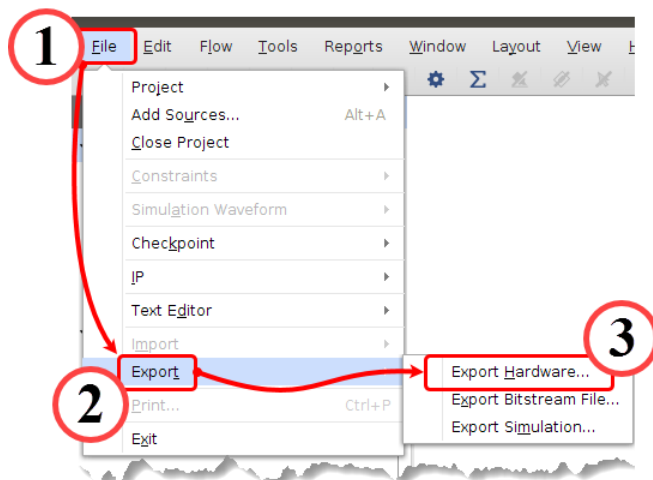 1
File Edit Flow Tools Reports Window Layout View
Σ
Project
Add Sources... Alt+A
Close Project
Constraints
Simulation Waveform
Checkpoint
IP
Text Editor
Import
Export
Print... Ctrl+P
Exit
2
3
Export Hardware...
Export Bitstream File...
Export Simulation...